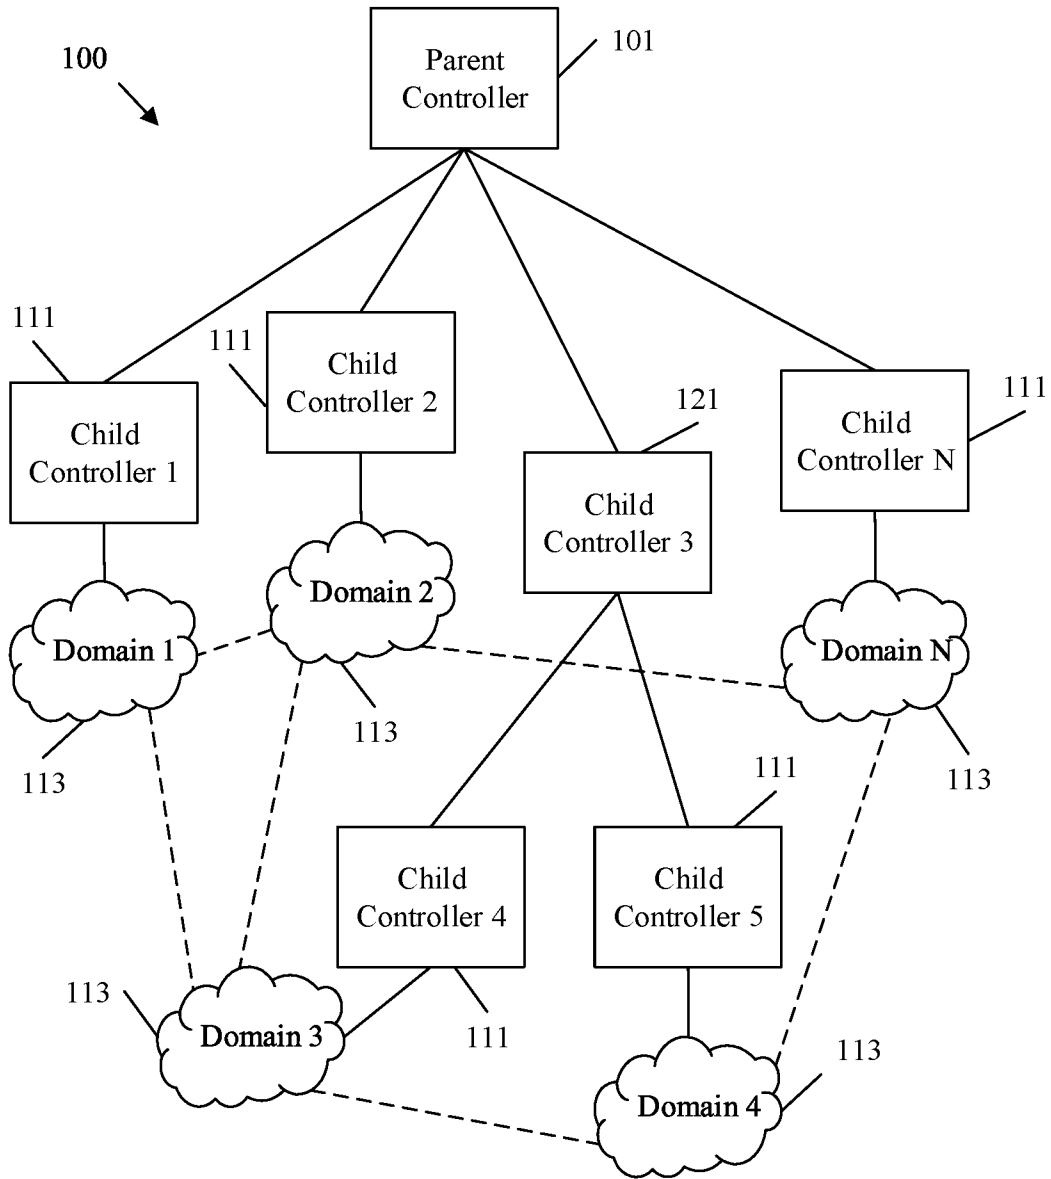 100
Parent
Controller
101
111
Child
Controller 1
111
Child
Controller 2
121
Child
Controller 3
111
Child
Controller N
Domain 1
113
Domain 2
113
Domain N
113
Child
Controller 4
111
111
Child
Controller 5
113
Domain 3
Domain 4
113